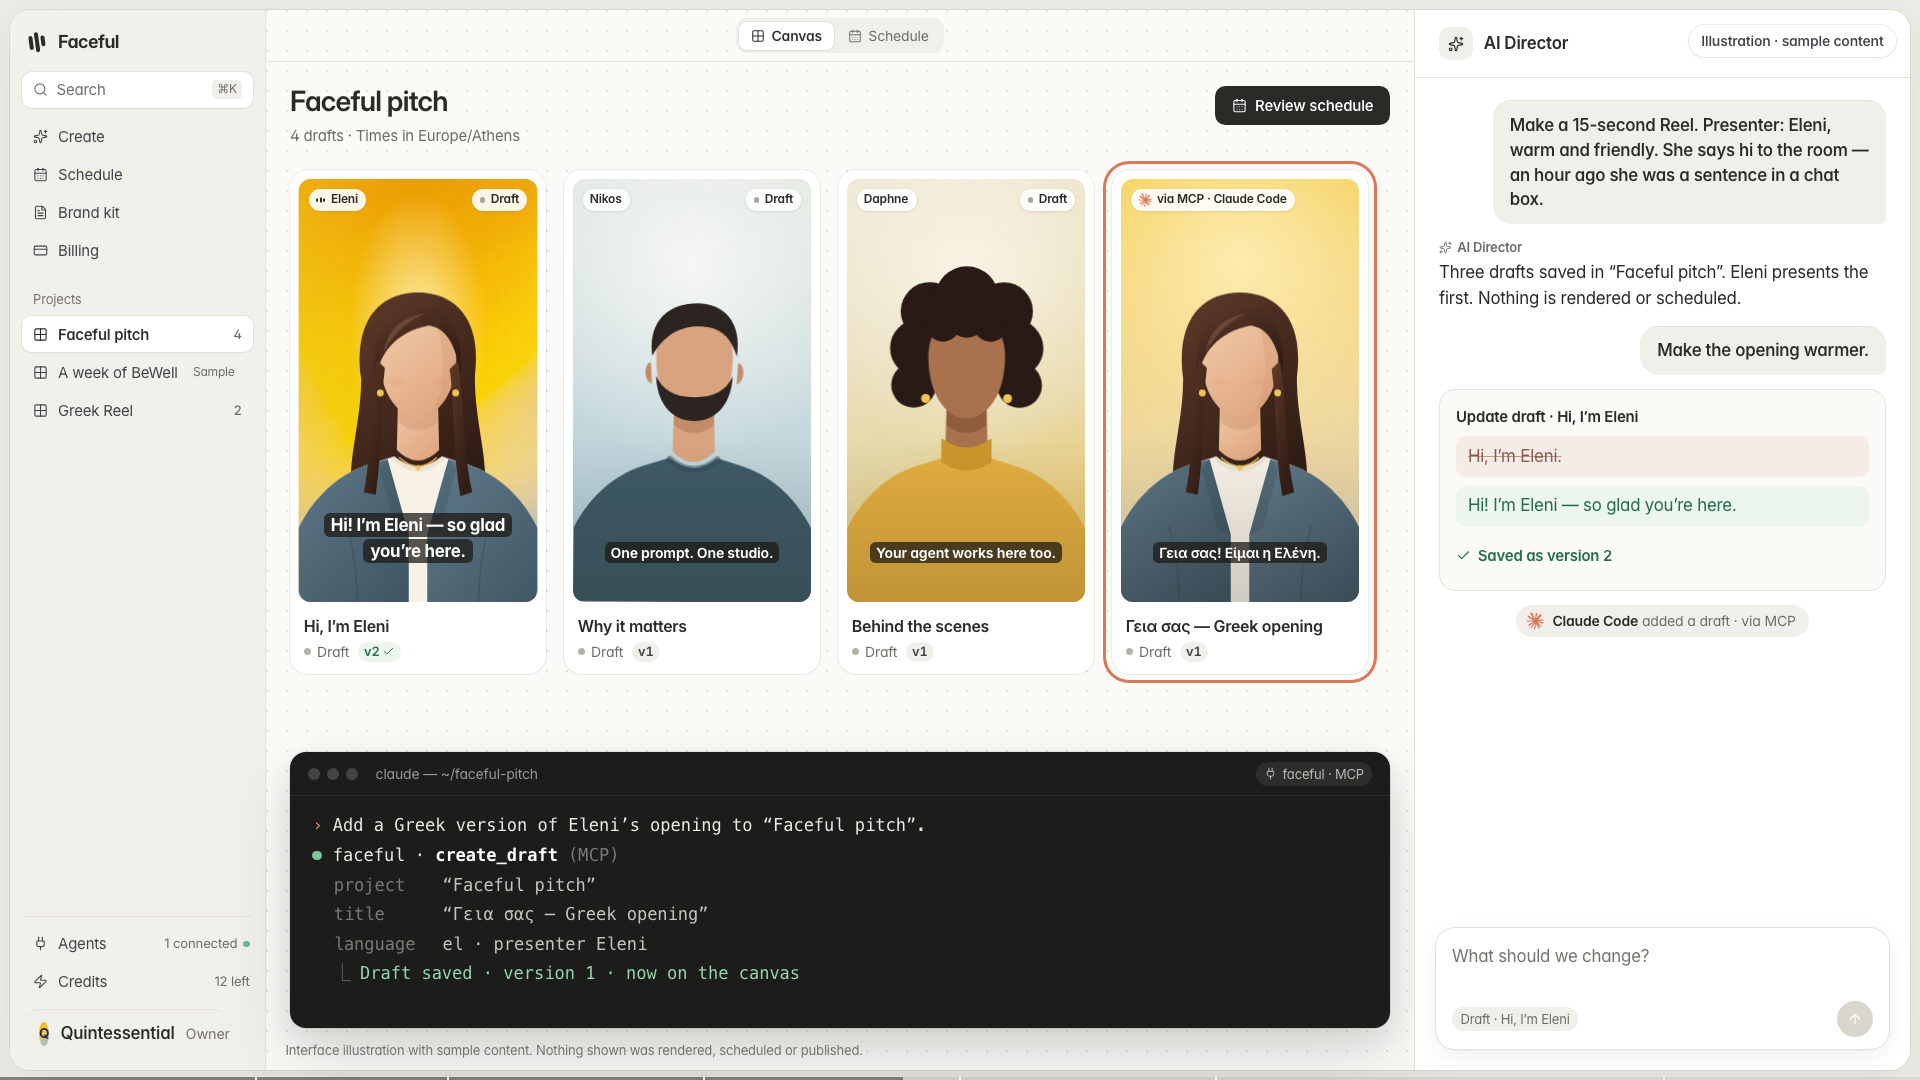 Faceful
Search ⌘K
Create
Schedule
Brand kit
Billing
Projects
Faceful pitch 4
A week of BeWell Sample
Greek Reel 2
Agents 1 connected
Credits 12 left
Q Quintessential Owner
Canvas Schedule
Faceful pitch
4 drafts · Times in Europe/Athens
Review schedule
Eleni Draft
Hi! I’m Eleni — so glad
you’re here.
Hi, I’m Eleni
Draft v2 ✓
Nikos Draft
One prompt. One studio.
Why it matters
Draft v1
Daphne Draft
Your agent works here too.
Behind the scenes
Draft v1
via MCP · Claude Code
Γεια σας! Είμαι η Ελένη.
Γεια σας — Greek opening
Draft v1
claude — ~/faceful-pitch
faceful · MCP
› Add a Greek version of Eleni’s opening to “Faceful pitch”.
faceful · create_draft (MCP)
project “Faceful pitch”
title “Γεια σας — Greek opening”
language el · presenter Eleni
Draft saved · version 1 · now on the canvas
Interface illustration with sample content. Nothing shown was rendered, scheduled or published.
AI Director
Illustration · sample content
Make a 15-second Reel. Presenter: Eleni,
warm and friendly. She says hi to the room —
an hour ago she was a sentence in a chat
box.
AI Director
Three drafts saved in “Faceful pitch”. Eleni presents the
first. Nothing is rendered or scheduled.
Make the opening warmer.
Update draft · Hi, I’m Eleni
Hi, I’m Eleni.
Hi! I’m Eleni — so glad you’re here.
✓ Saved as version 2
Claude Code added a draft · via MCP
What should we change?
Draft · Hi, I’m Eleni